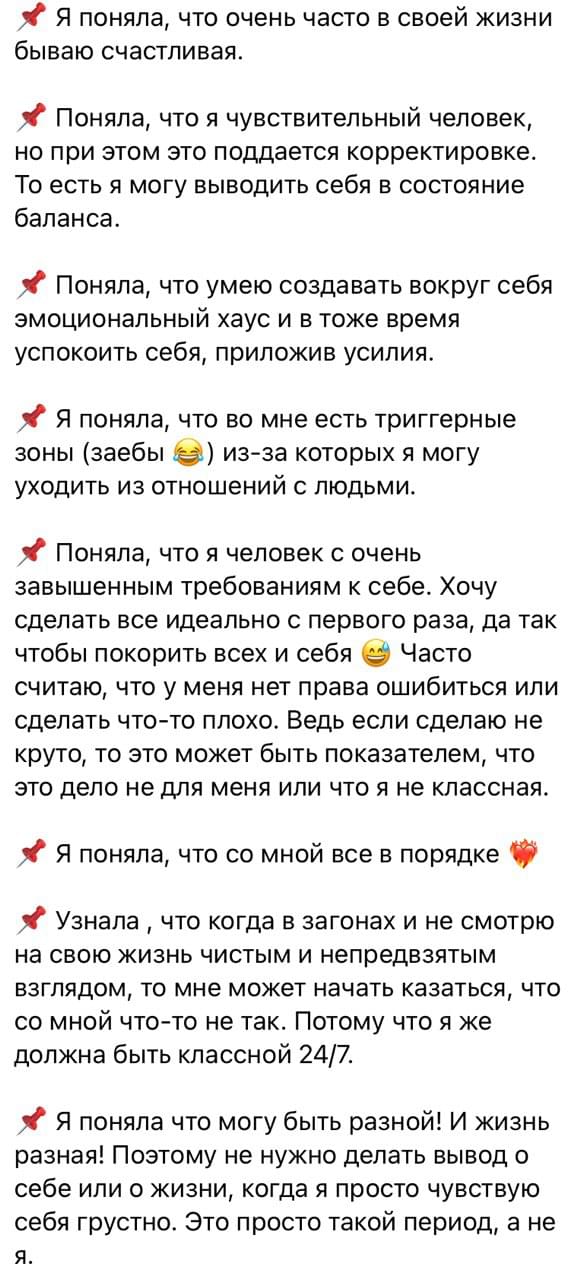 📌 Я поняла, что очень часто в своей жизни
бываю счастливая.
📌 Поняла, что я чувствительный человек,
но при этом это поддается корректировке.
То есть я могу выводить себя в состояние
баланса.
📌 Поняла, что умею создавать вокруг себя
эмоциональный хаус и в тоже время
успокоить себя, приложив усилия.
📌 Я поняла, что во мне есть триггерные
зоны (заебы 😂) из-за которых я могу
уходить из отношений с людьми.
📌 Поняла, что я человек с очень
завышенным требованиям к себе. Хочу
сделать все идеально с первого раза, да так
чтобы покорить всех и себя 😅 Часто
считаю, что у меня нет права ошибиться или
сделать что-то плохо. Ведь если сделаю не
круто, то это может быть показателем, что
это дело не для меня или что я не классная.
📌 Я поняла, что со мной все в порядке ❤️‍🔥
📌 Узнала , что когда в загонах и не смотрю
на свою жизнь чистым и непредвзятым
взглядом, то мне может начать казаться, что
со мной что-то не так. Потому что я же
должна быть классной 24/7.
📌 Я поняла что могу быть разной! И жизнь
разная! Поэтому не нужно делать вывод о
себе или о жизни, когда я просто чувствую
себя грустно. Это просто такой период, а не
я.